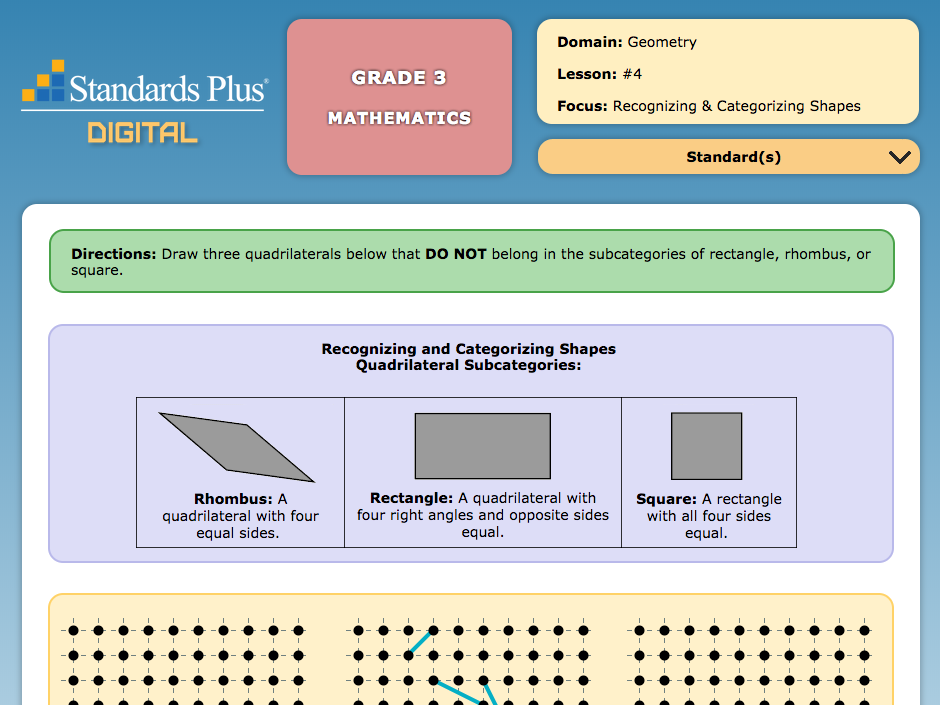 Standards Plus®
DIGITAL
GRADE 3
MATHEMATICS
Domain: Geometry
Lesson: #4
Focus: Recognizing & Categorizing Shapes
Standard(s)
Directions: Draw three quadrilaterals below that DO NOT belong in the subcategories of rectangle, rhombus, or
square.
Recognizing and Categorizing Shapes
Quadrilateral Subcategories:
Rhombus: A
quadrilateral with four
equal sides.
Rectangle: A quadrilateral with
four right angles and opposite sides
equal.
Square: A rectangle
with all four sides
equal.